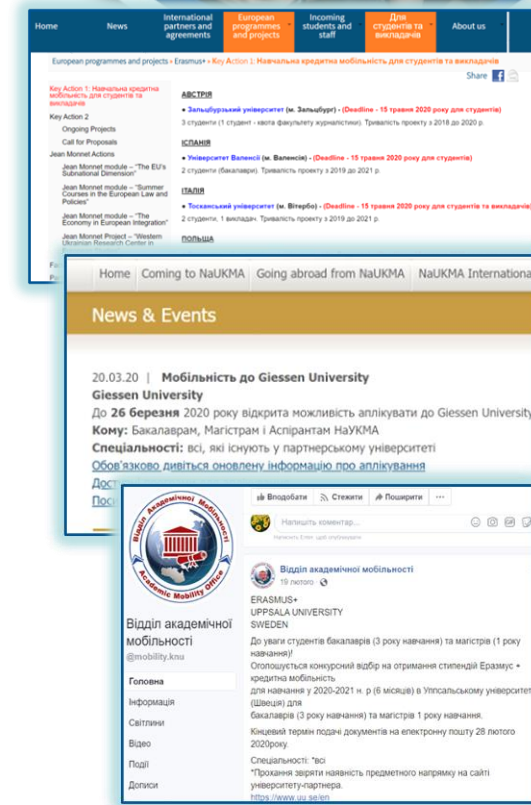 Home News International partners and agreements European programmes and projects Incoming students and staff Для студентів та викладачів About us
European programmes and projects » Erasmus+ » Key Action 1: Навчальна кредитна мобільність для студентів та викладачів
Share
Key Action 1: Навчальна кредитна
мобільність для студентів та
викладачів
Key Action 2
Ongoing Projects
Call for Proposals
Jean Monnet Actions
Jean Monnet module – "The EU's
Subnational Dimension"
Jean Monnet module – "Summer
Courses in the European Law and
Policies"
Jean Monnet module – "The
Economy in European Integration"
Jean Monnet Project – "Western
Ukrainian Research Center in
АВСТРІЯ
• Зальцбурзький університет (м. Зальцбург) - (Deadline - 15 травня 2020 року для студентів)
3 студенти (1 студент - квота факультету журналістики). Тривалість проекту з 2018 до 2020 р.
ІСПАНІЯ
• Університет Валенсії (м. Валенсія) - (Deadline - 15 травня 2020 року для студентів)
2 студенти (бакалаври). Тривалість проекту з 2019 до 2021 р.
ІТАЛІЯ
• Тосканський університет (м. Вітербо) - (Deadline - 15 травня 2020 року для студентів та викладачів)
2 студенти, 1 викладач. Тривалість проекту з 2019 до 2021 р.
ПОЛЬЩА
Home Coming to NaUKMA Going abroad from NaUKMA NaUKMA Internationa
News & Events
20.03.20 | Мобільність до Giessen University
Giessen University
До 26 березня 2020 року відкрита можливість аплікувати до Giessen University
Кому: Бакалаврам, Магістрам і Аспірантам НаУКМА
Спеціальності: всі, які існують у партнерському університеті
Обов'язково дивіться оновлену інформацію про аплікування
Дост
Поси
Відділ Академічної Мобільності
Academic Mobility Office
Відділ академічної
мобільності
@mobility.knu
Головна
Інформація
Світлини
Відео
Події
Дописи
Вподобати Стежити Поширити ...
Напишіть коментар...
Відділ академічної мобільності
19 лютого
ERASMUS+
UPPSALA UNIVERSITY
SWEDEN
До уваги студентів бакалаврів (3 року навчання) та магістрів (1 року
навчання)!
Оголошується конкурсний відбір на отримання стипендій Еразмус +
кредитна мобільність
для навчання у 2020-2021 н. р (6 місяців) в Уппсальському університет
(Швеція) для
бакалаврів (3 року навчання) та магістрів 1 року навчання.
Кінцевий термін подачі документів на електронну пошту 28 лютого
2020року.
Спеціальності: *всі
*Прохання звіряти наявність предметного напрямку на сайті
університету-партнера.
https://www.uu.se/en